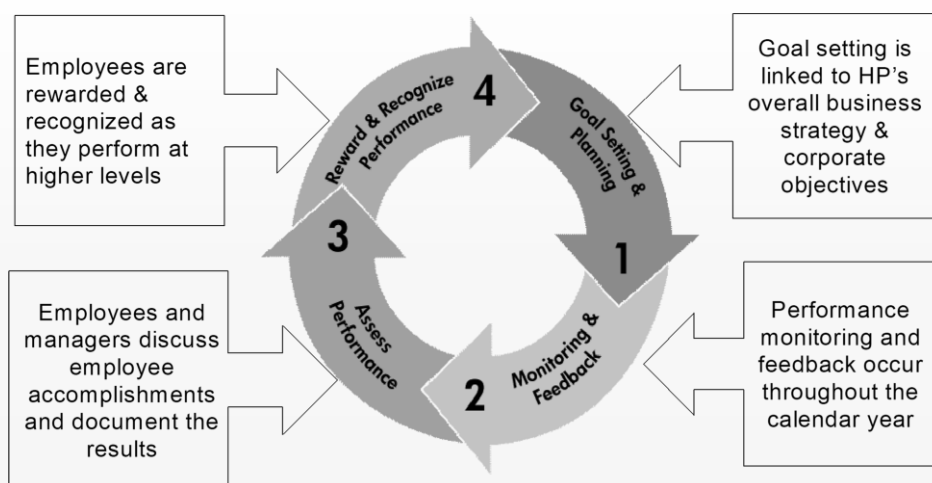 Employees are
rewarded &
recognized as
they perform at
higher levels
4
Reward & Recognize
Performance
Goal setting is
linked to HP's
overall business
strategy &
corporate
objectives
Goal Setting &
Planning
1
Performance
monitoring and
feedback occur
throughout the
calendar year
Monitoring &
Feedback
2
Employees and
managers discuss
employee
accomplishments
and document the
results
3
Assess
Performance